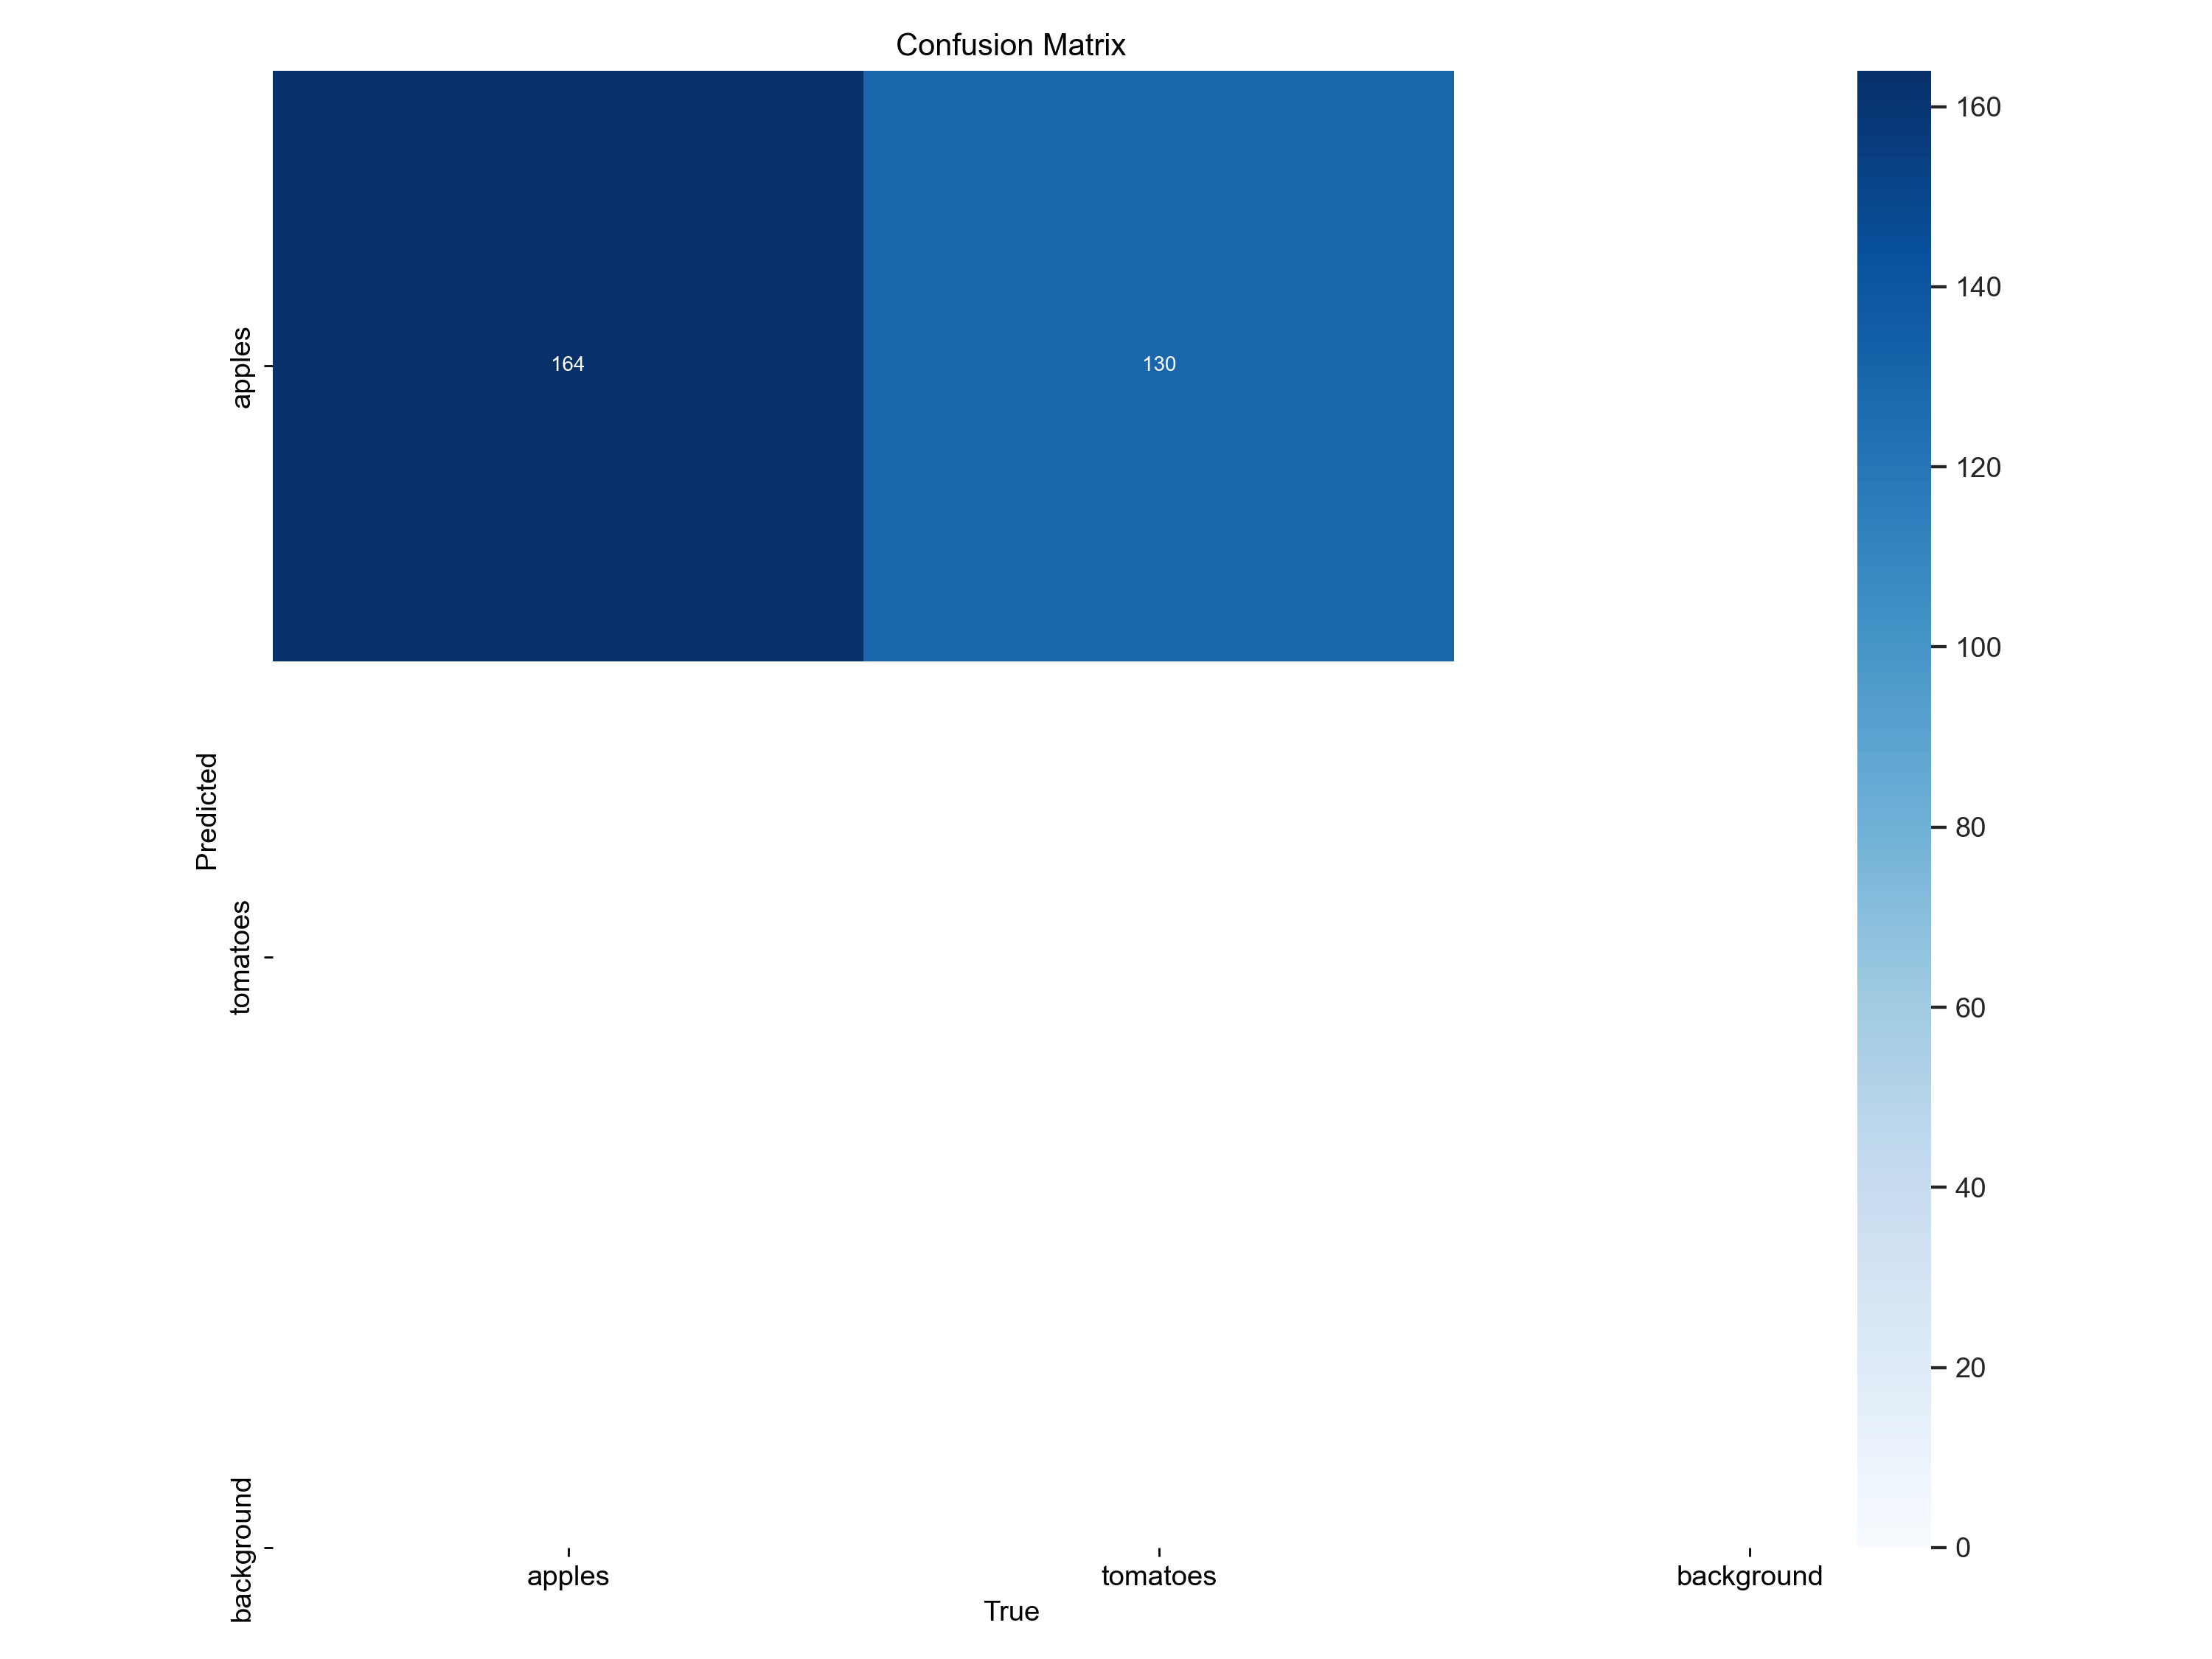 Confusion Matrix
164
130
apples
tomatoes
background
Predicted
apples
tomatoes
background
True
160
140
120
100
80
60
40
20
0